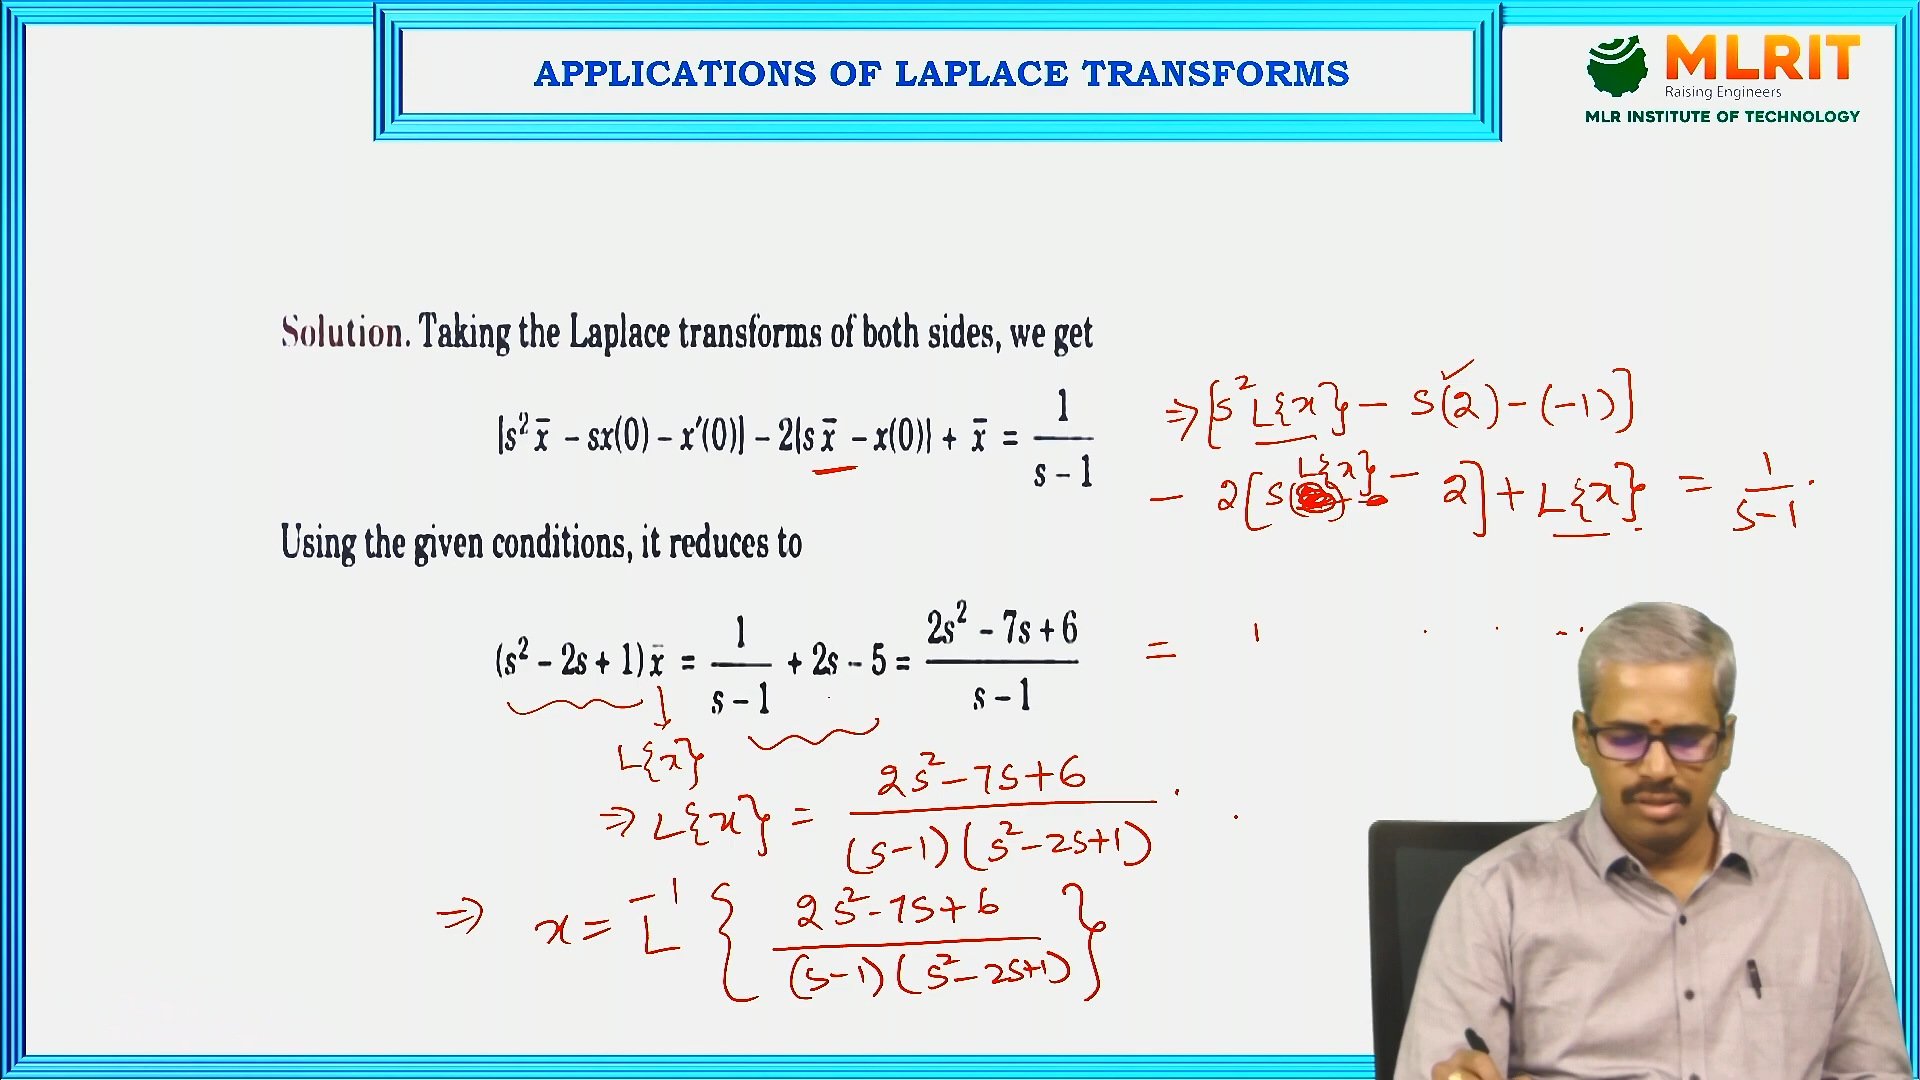 APPLICATIONS OF LAPLACE TRANSFORMS
MLRIT
Raising Engineers
MLR INSTITUTE OF TECHNOLOGY
Solution. Taking the Laplace transforms of both sides, we get
[s² x̄ – sx(0) – x′(0)] – 2[s x̄ – x(0)] + x̄ = 1/(s – 1)
⇒ [s² L{x} – s(2) – (–1)]
– 2[s L{x} – 2] + L{x} = 1/(s–1).
Using the given conditions, it reduces to
(s² – 2s + 1) x̄ = 1/(s – 1) + 2s – 5 = (2s² – 7s + 6)/(s – 1)
=
↓
L{x}
⇒ L{x} = (2s² – 7s + 6)/((s–1)(s² – 2s + 1)).
⇒ x = L⁻¹ { (2s² – 7s + 6)/((s–1)(s² – 2s + 1)) }